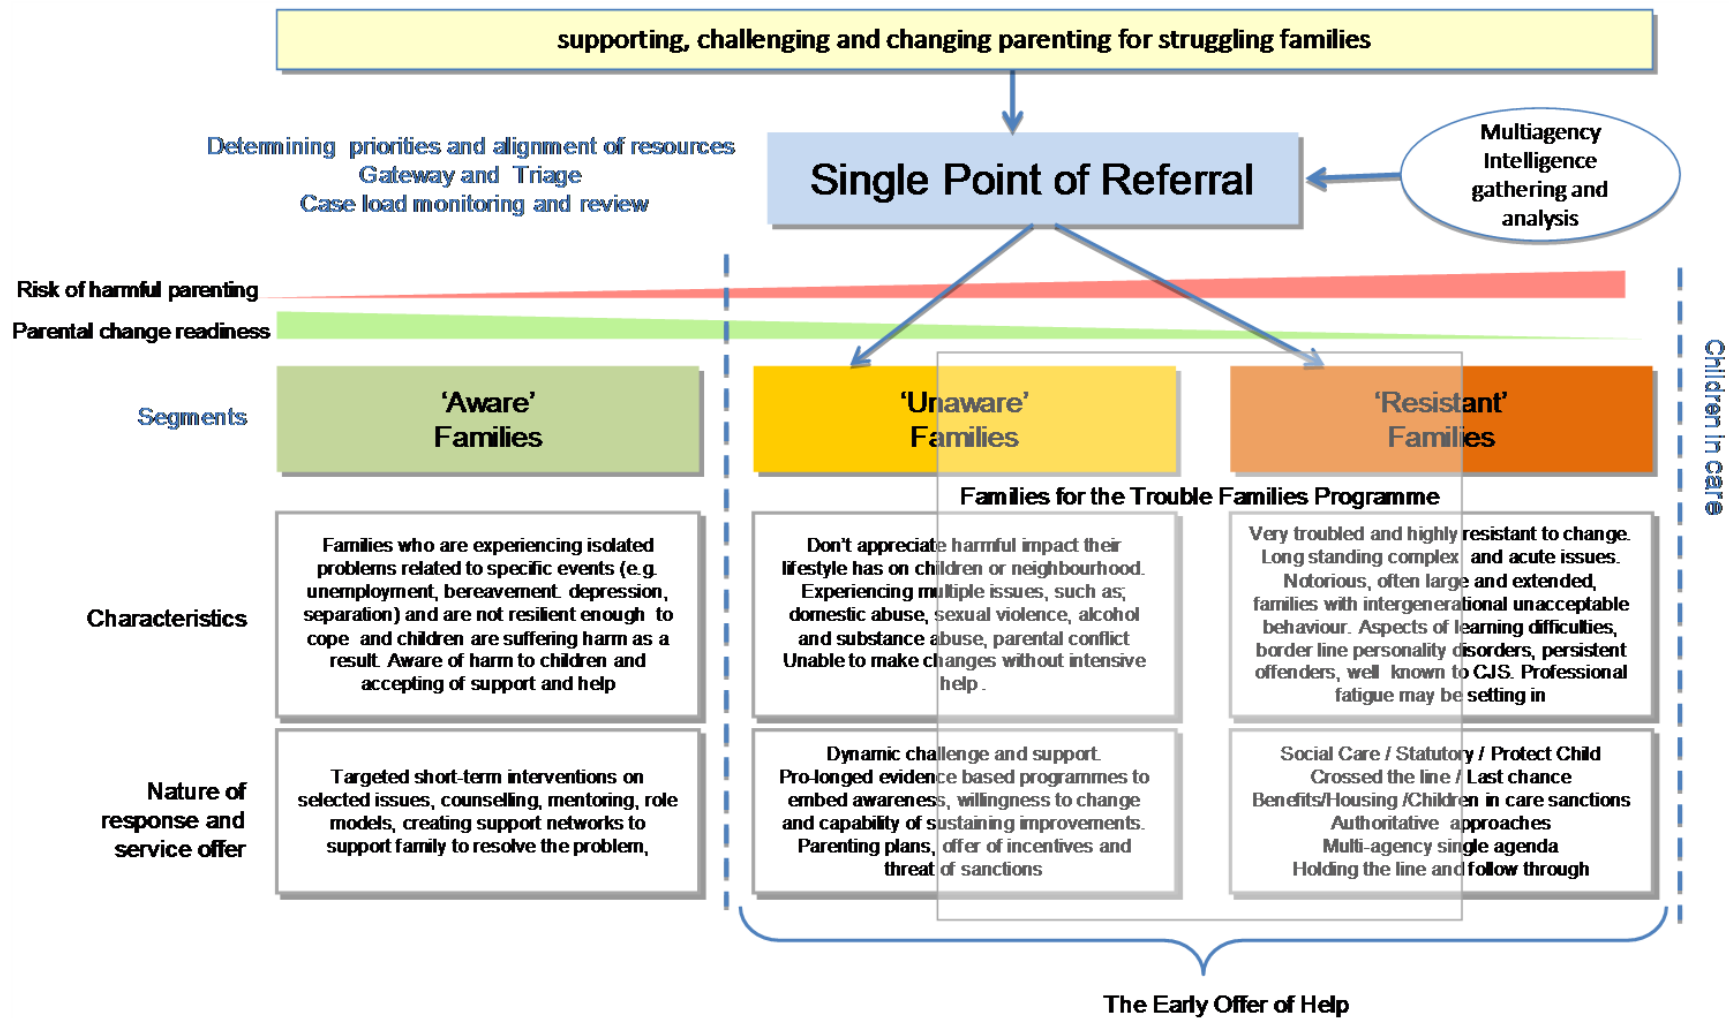 supporting, challenging and changing parenting for struggling families
Determining priorities and alignment of resources
Gateway and Triage
Case load monitoring and review
Single Point of Referral
Multiagency
Intelligence
gathering and
analysis
Risk of harmful parenting
Parental change readiness
Children in care
Segments
‘Aware’
Families
‘Unaware’
Families
‘Resistant’
Families
Families for the Trouble Families Programme
Characteristics
Families who are experiencing isolated
problems related to specific events (e.g.
unemployment, bereavement. depression,
separation) and are not resilient enough to
cope and children are suffering harm as a
result. Aware of harm to children and
accepting of support and help
Don’t appreciate harmful impact their
lifestyle has on children or neighbourhood.
Experiencing multiple issues, such as;
domestic abuse, sexual violence, alcohol
and substance abuse, parental conflict
Unable to make changes without intensive
help .
Very troubled and highly resistant to change.
Long standing complex and acute issues.
Notorious, often large and extended,
families with intergenerational unacceptable
behaviour. Aspects of learning difficulties,
border line personality disorders, persistent
offenders, well known to CJS. Professional
fatigue may be setting in
Nature of
response and
service offer
Targeted short-term interventions on
selected issues, counselling, mentoring, role
models, creating support networks to
support family to resolve the problem,
Dynamic challenge and support.
Pro-longed evidence based programmes to
embed awareness, willingness to change
and capability of sustaining improvements.
Parenting plans, offer of incentives and
threat of sanctions
Social Care / Statutory / Protect Child
Crossed the line / Last chance
Benefits/Housing /Children in care sanctions
Authoritative approaches
Multi-agency single agenda
Holding the line and follow through
The Early Offer of Help